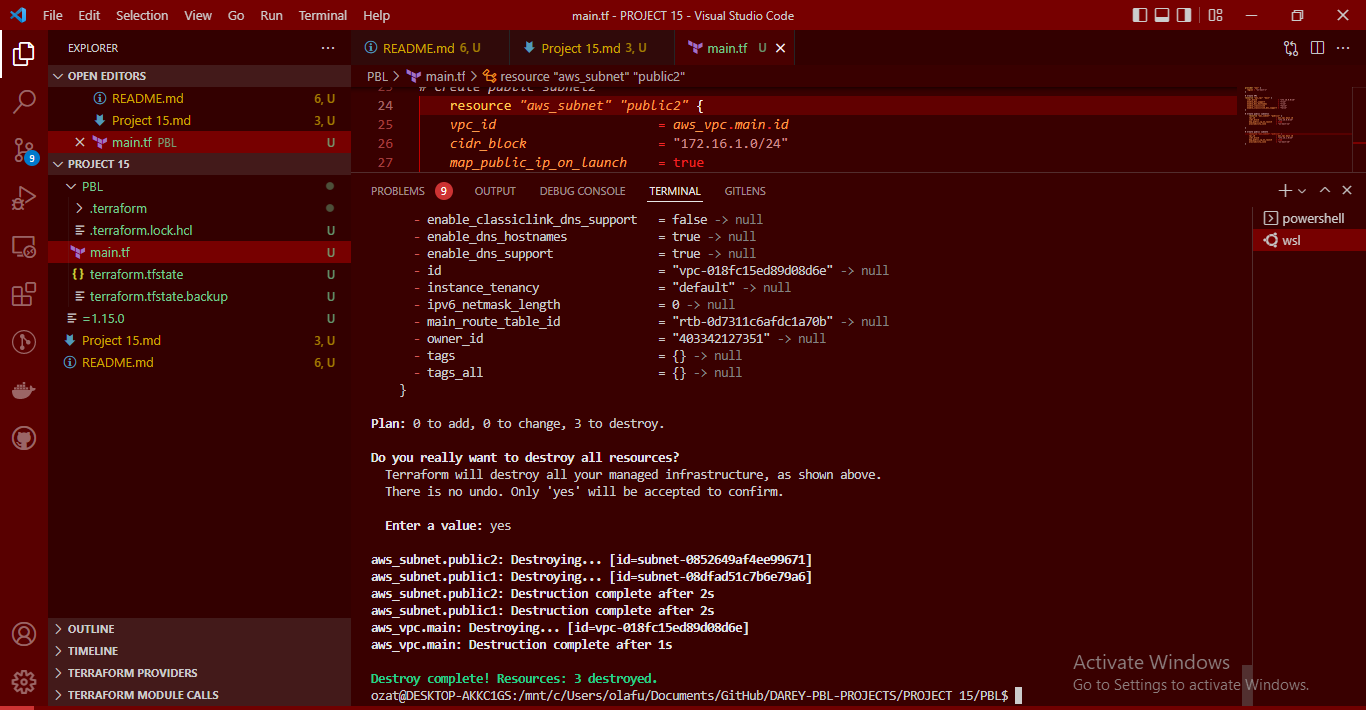 File Edit Selection View Go Run Terminal Help main.tf - PROJECT 15 - Visual Studio Code
EXPLORER
OPEN EDITORS
README.md 6, U
Project 15.md 3, U
main.tf PBL U
PROJECT 15
PBL
.terraform
.terraform.lock.hcl U
main.tf U
terraform.tfstate U
terraform.tfstate.backup U
=1.15.0 U
Project 15.md 3, U
README.md 6, U
OUTLINE
TIMELINE
TERRAFORM PROVIDERS
TERRAFORM MODULE CALLS
9
README.md 6, U Project 15.md 3, U main.tf U
PBL > main.tf > resource "aws_subnet" "public2"
23 # Create public subnet2
24 resource "aws_subnet" "public2" {
25 vpc_id = aws_vpc.main.id
26 cidr_block = "172.16.1.0/24"
27 map_public_ip_on_launch = true
PROBLEMS 9 OUTPUT DEBUG CONSOLE TERMINAL GITLENS
- enable_classiclink_dns_support = false -> null
- enable_dns_hostnames = true -> null
- enable_dns_support = true -> null
- id = "vpc-018fc15ed89d08d6e" -> null
- instance_tenancy = "default" -> null
- ipv6_netmask_length = 0 -> null
- main_route_table_id = "rtb-0d7311c6afdc1a70b" -> null
- owner_id = "403342127351" -> null
- tags = {} -> null
- tags_all = {} -> null
}
Plan: 0 to add, 0 to change, 3 to destroy.
Do you really want to destroy all resources?
Terraform will destroy all your managed infrastructure, as shown above.
There is no undo. Only 'yes' will be accepted to confirm.
Enter a value: yes
aws_subnet.public2: Destroying... [id=subnet-0852649af4ee99671]
aws_subnet.public1: Destroying... [id=subnet-08dfad51c7b6e79a6]
aws_subnet.public2: Destruction complete after 2s
aws_subnet.public1: Destruction complete after 2s
aws_vpc.main: Destroying... [id=vpc-018fc15ed89d08d6e]
aws_vpc.main: Destruction complete after 1s
Destroy complete! Resources: 3 destroyed.
ozat@DESKTOP-AKKC1GS:/mnt/c/Users/olafu/Documents/GitHub/DAREY-PBL-PROJECTS/PROJECT 15/PBL$
powershell
wsl
Activate Windows
Go to Settings to activate Windows.